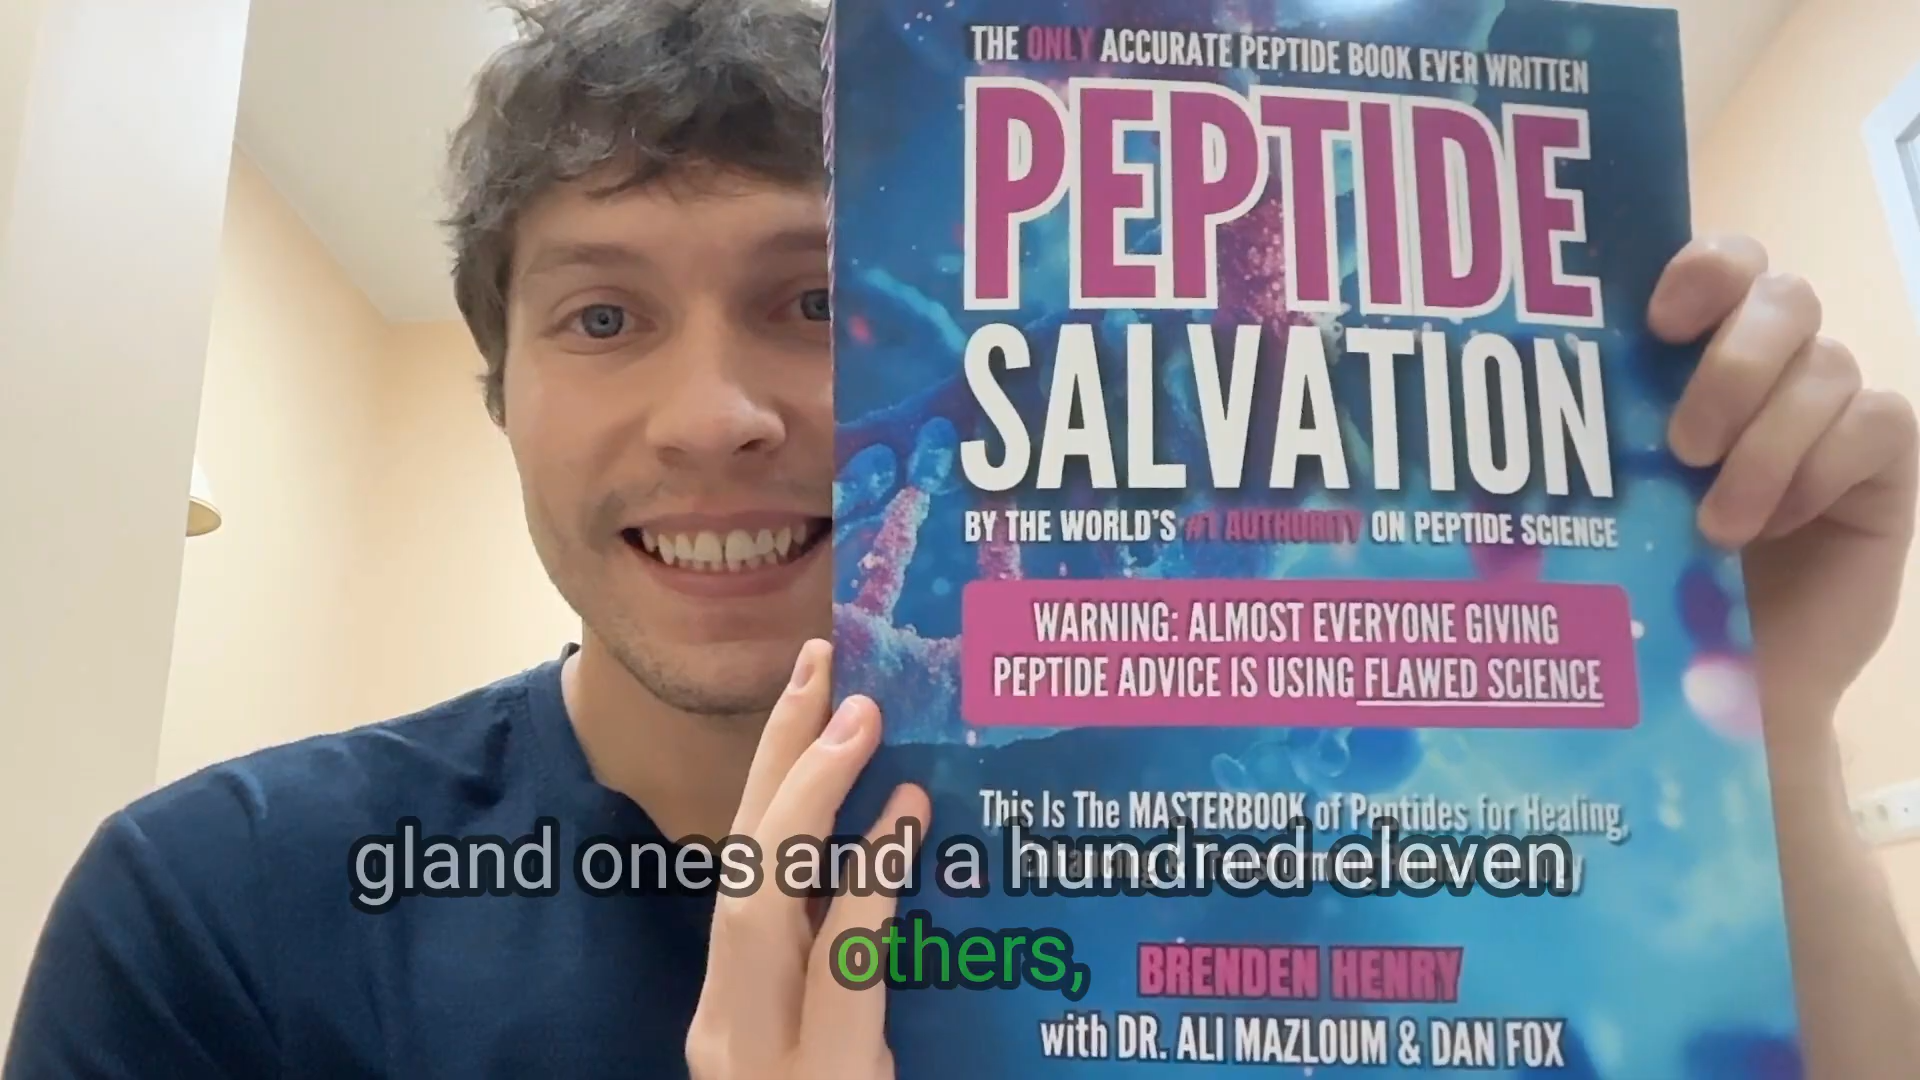 THE ONLY ACCURATE PEPTIDE BOOK EVER WRITTEN
PEPTIDE
SALVATION
BY THE WORLD'S #1 AUTHORITY ON PEPTIDE SCIENCE
WARNING: ALMOST EVERYONE GIVING
PEPTIDE ADVICE IS USING FLAWED SCIENCE
This Is The MASTERBOOK of Peptides for Healing,
Enhancing & Transforming
gland ones and a hundred eleven
others,
BRENDEN HENRY
with DR. ALI MAZLOUM & DAN FOX